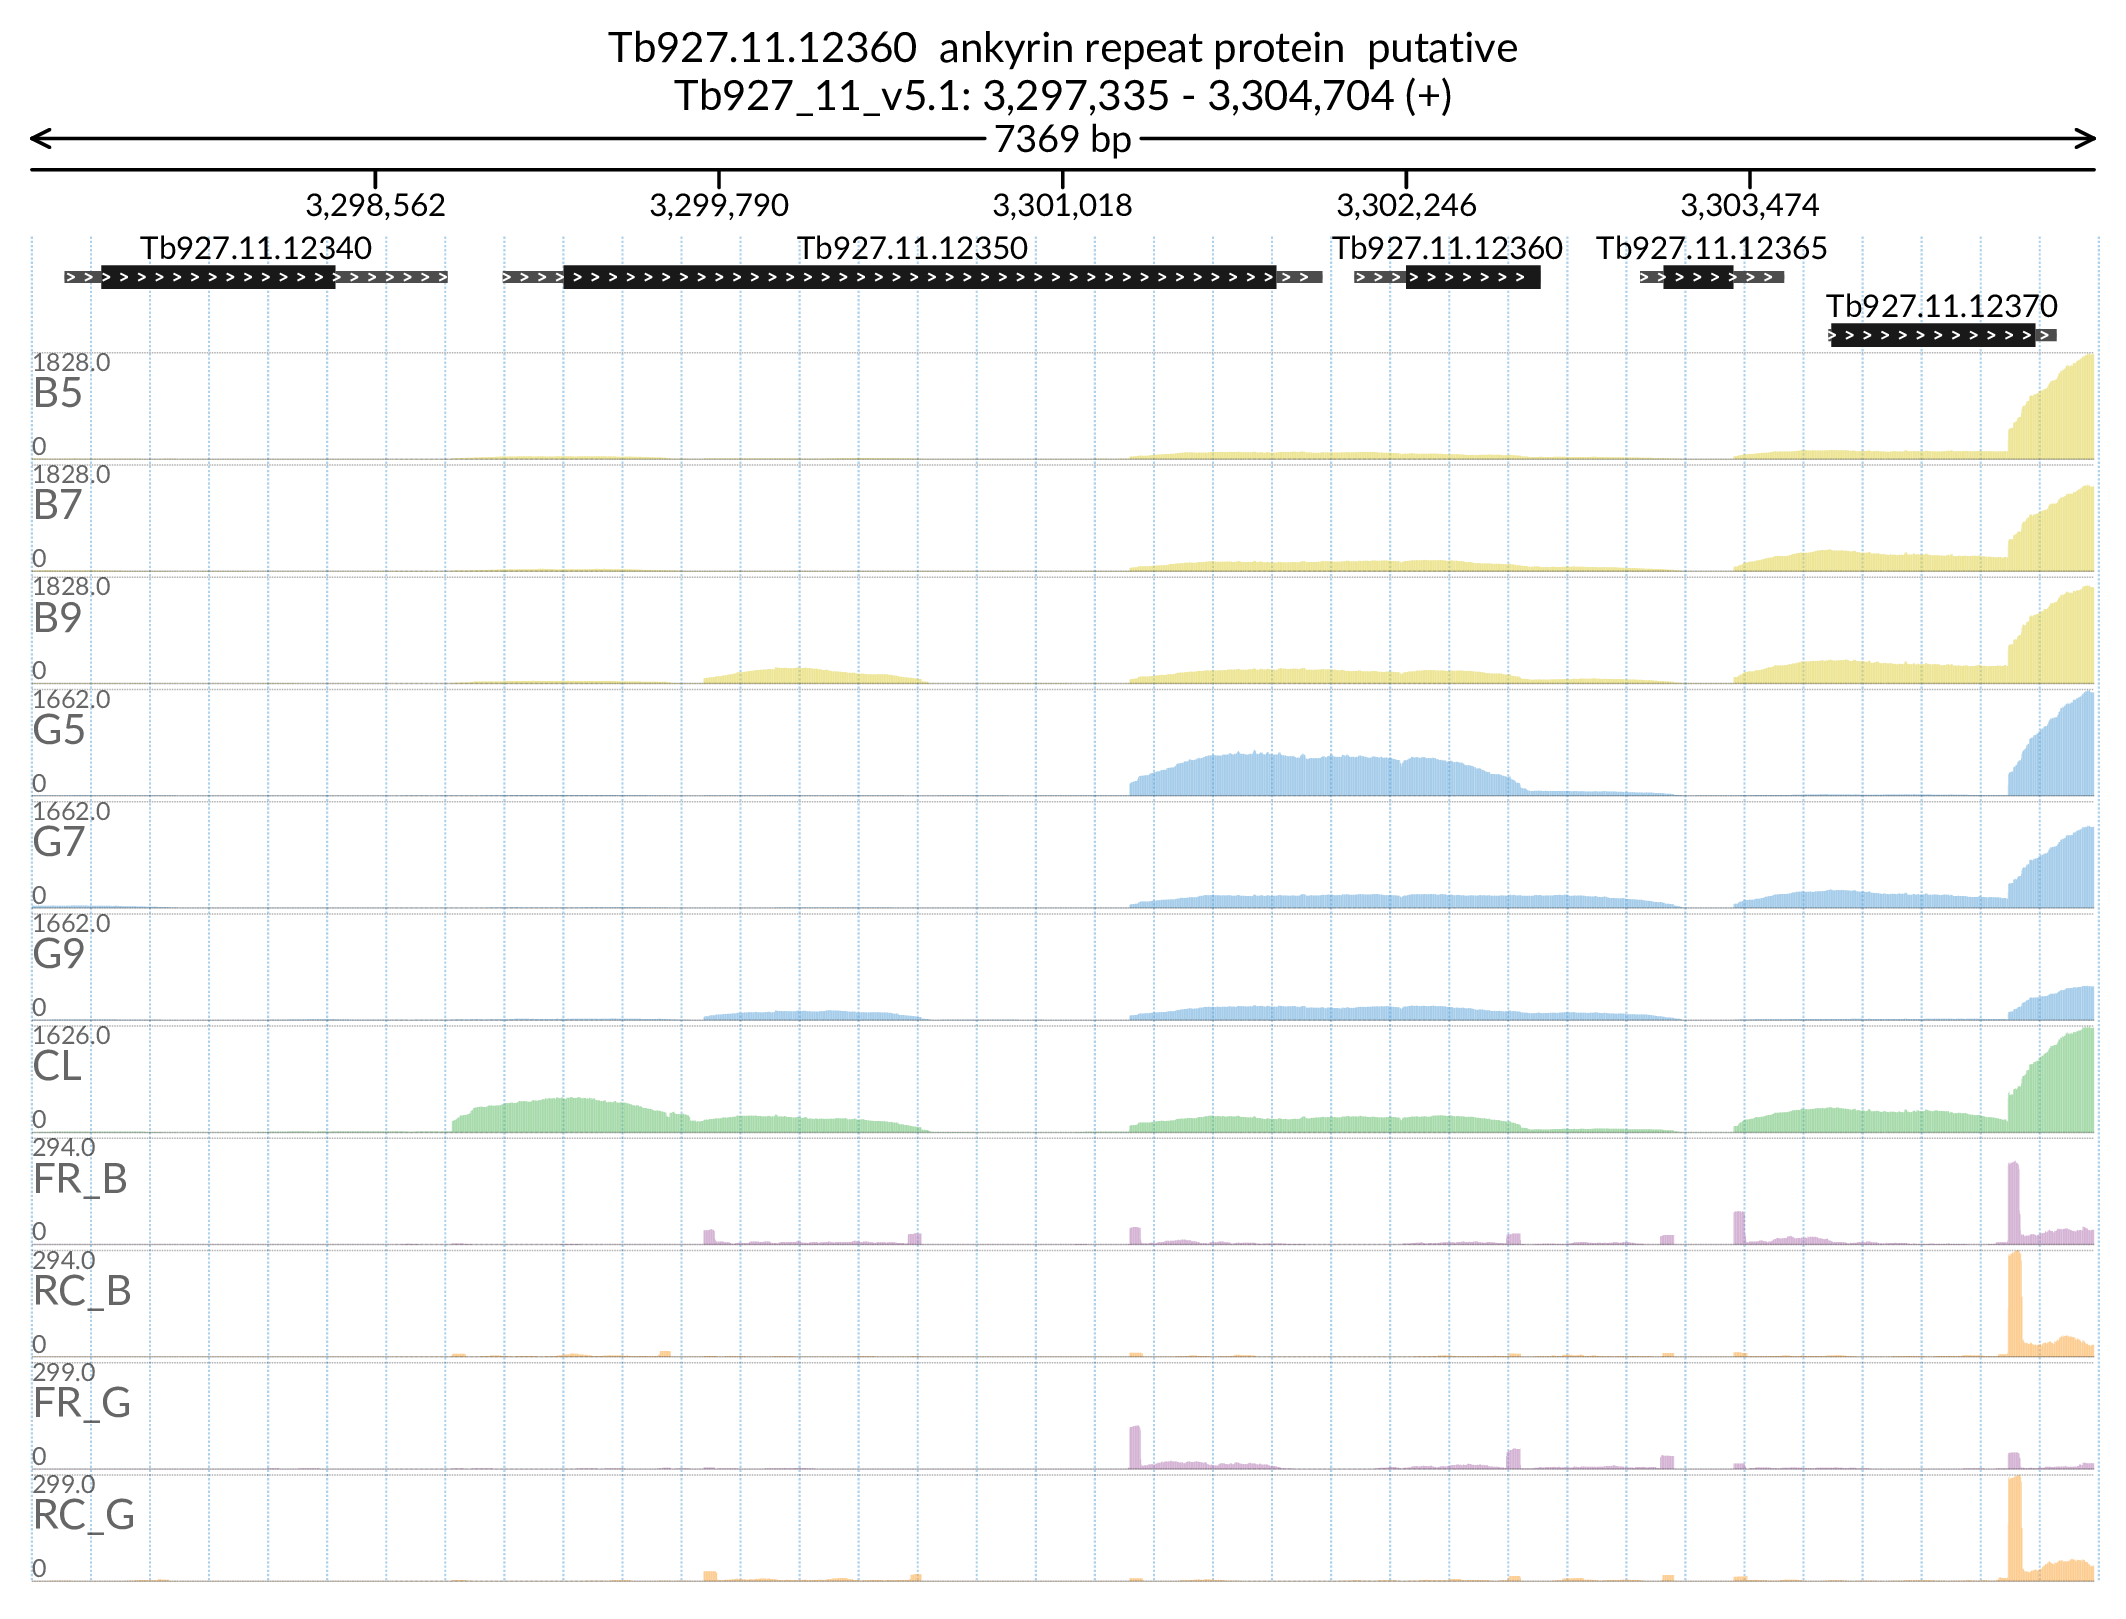 Tb927.11.12360  ankyrin repeat protein  putative
Tb927_11_v5.1: 3,297,335 - 3,304,704 (+)
7369 bp
3,298,562 3,299,790 3,301,018 3,302,246 3,303,474
Tb927.11.12340 Tb927.11.12350 Tb927.11.12360 Tb927.11.12365
Tb927.11.12370
1828.0
B5
0
1828.0
B7
0
1828.0
B9
0
1662.0
G5
0
1662.0
G7
0
1662.0
G9
0
1626.0
CL
0
294.0
FR_B
0
294.0
RC_B
0
299.0
FR_G
0
299.0
RC_G
0